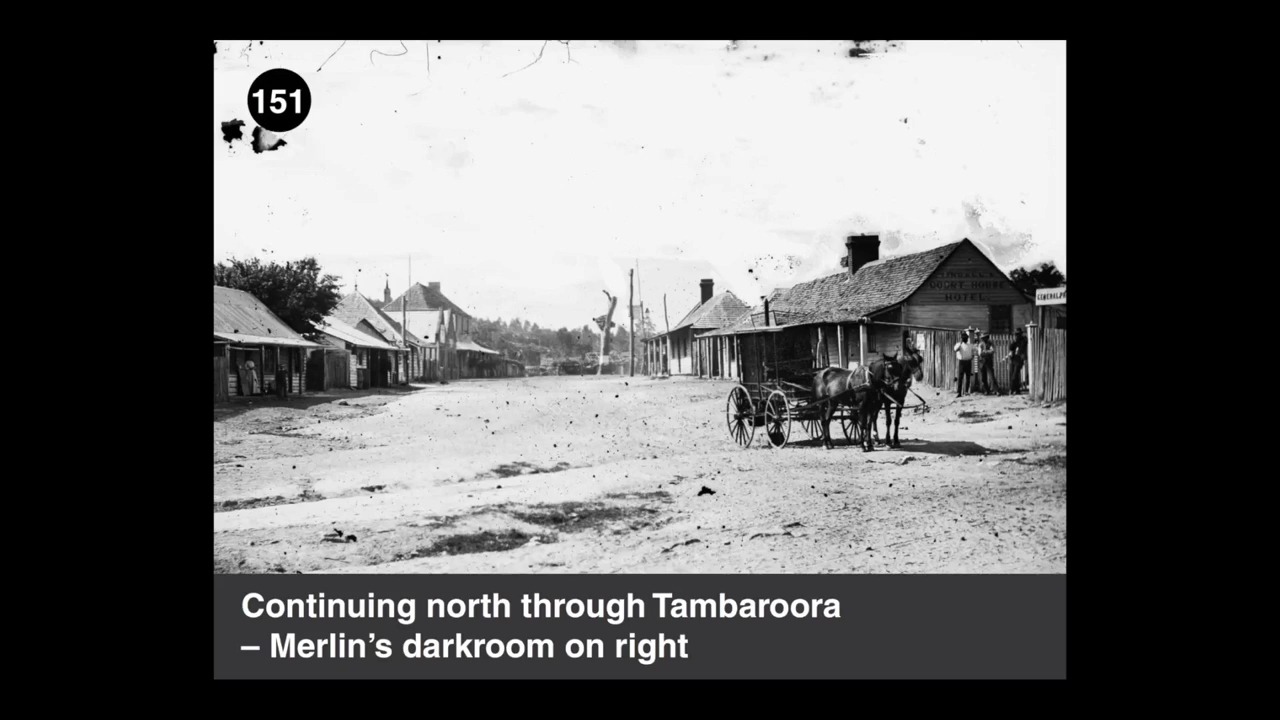 151
COURT HOUSE
HOTEL
Continuing north through Tambaroora
– Merlin’s darkroom on right